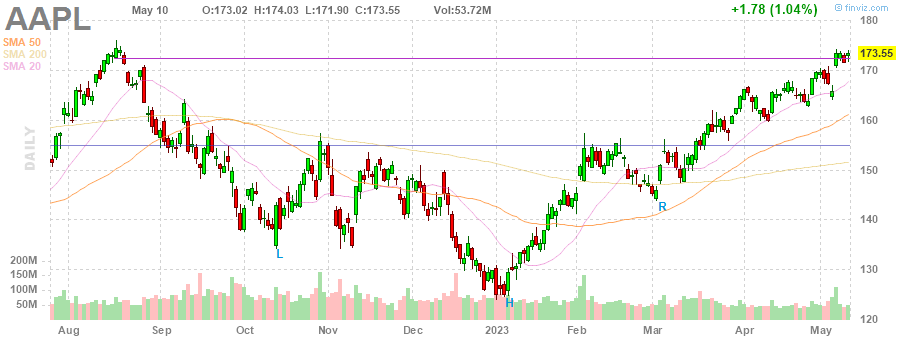 AAPL May 10 O:173.02 H:174.03 L:171.90 C:173.55 Vol:53.72M +1.78 (1.04%) © finviz.com
SMA 50
SMA 200
SMA 20
DAILY
180
173.55
170
160
150
140
130
120
200M
150M
100M
50M
L
H
R
Aug Sep Oct Nov Dec 2023 Feb Mar Apr May